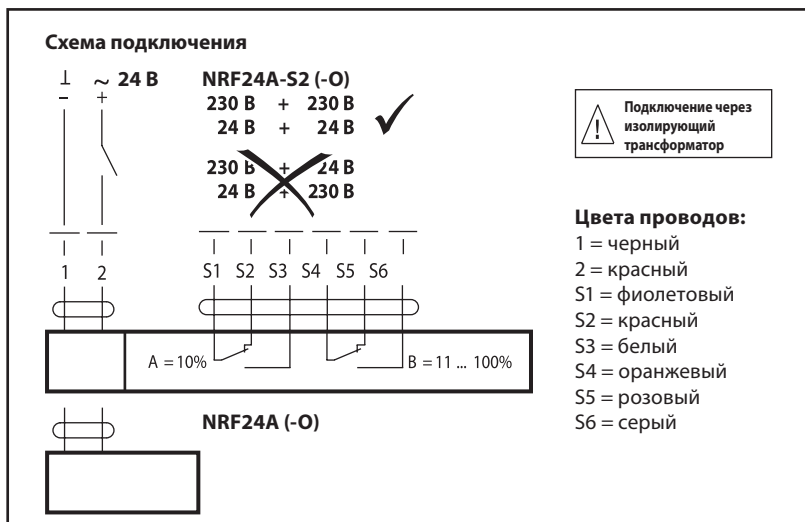 Схема подключения
⊥ ~ 24 В
− +
NRF24A-S2 (-O)
230 В + 230 В
24 В + 24 В
230 В + 24 В
24 В + 230 В
Подключение через
изолирующий
трансформатор
1 2 S1 S2 S3 S4 S5 S6
A = 10% B = 11 ... 100%
NRF24A (-O)
Цвета проводов:
1 = черный
2 = красный
S1 = фиолетовый
S2 = красный
S3 = белый
S4 = оранжевый
S5 = розовый
S6 = серый